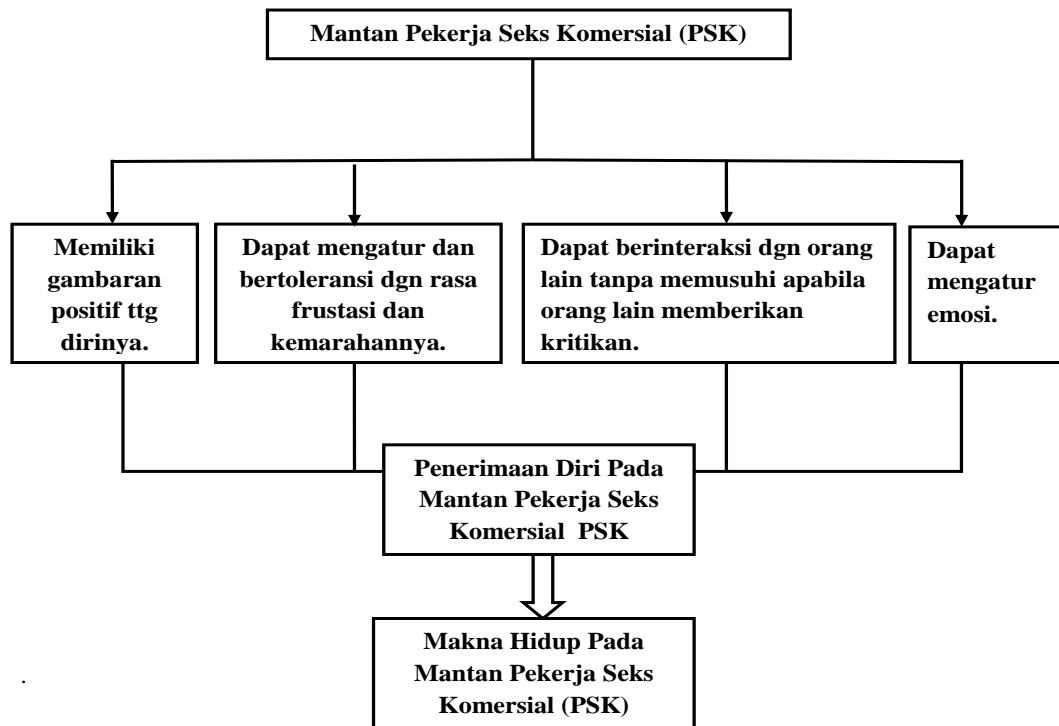 Mantan Pekerja Seks Komersial (PSK)
Memiliki
gambaran
positif ttg
dirinya.
Dapat mengatur dan
bertoleransi dgn rasa
frustasi dan
kemarahannya.
Dapat berinteraksi dgn orang
lain tanpa memusuhi apabila
orang lain memberikan
kritikan.
Dapat
mengatur
emosi.
Penerimaan Diri Pada
Mantan Pekerja Seks
Komersial  PSK
Makna Hidup Pada
Mantan Pekerja Seks
Komersial (PSK)
.